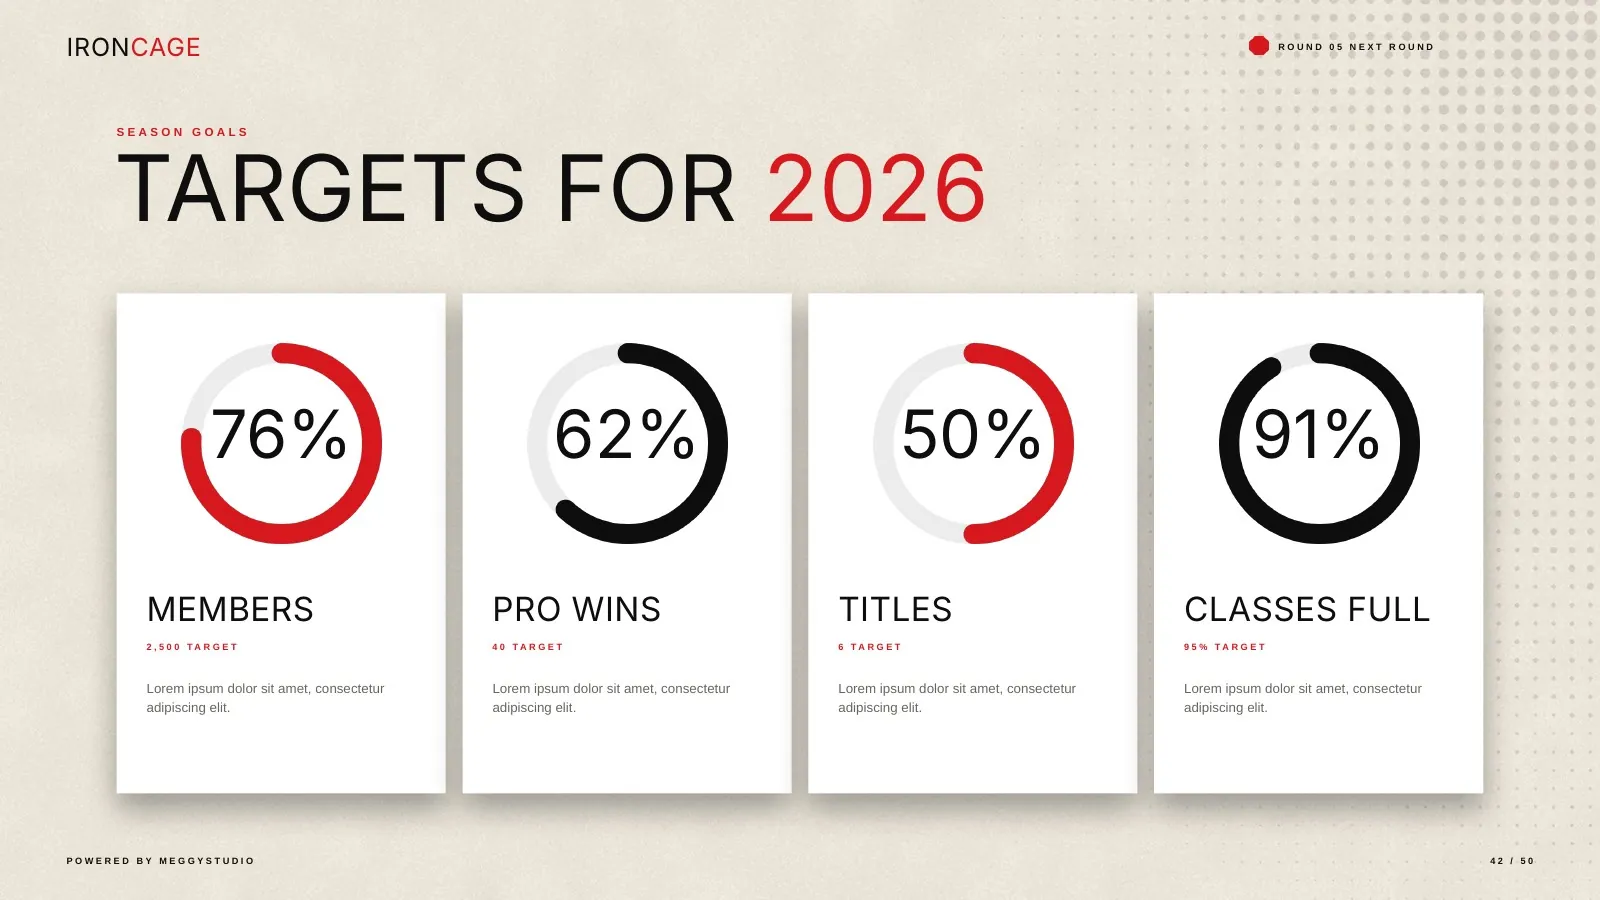 IRONCAGE
ROUND 05 NEXT ROUND
SEASON GOALS
TARGETS FOR 2026
76%
62%
50%
91%
MEMBERS
2,500 TARGET
Lorem ipsum dolor sit amet, consectetur
adipiscing elit.
PRO WINS
40 TARGET
Lorem ipsum dolor sit amet, consectetur
adipiscing elit.
TITLES
6 TARGET
Lorem ipsum dolor sit amet, consectetur
adipiscing elit.
CLASSES FULL
95% TARGET
Lorem ipsum dolor sit amet, consectetur
adipiscing elit.
POWERED BY MEGGYSTUDIO
42 / 50